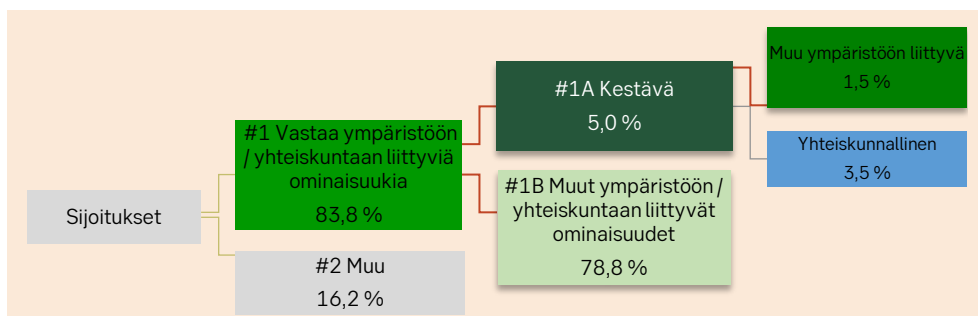 Sijoitukset
#1 Vastaa ympäristöön
/ yhteiskuntaan liittyviä
ominaisuukia
83,8 %
#2 Muu
16,2 %
#1A Kestävä
5,0 %
#1B Muut ympäristöön /
yhteiskuntaan liittyvät
ominaisuudet
78,8 %
Muu ympäristöön liittyvä
1,5 %
Yhteiskunnallinen
3,5 %